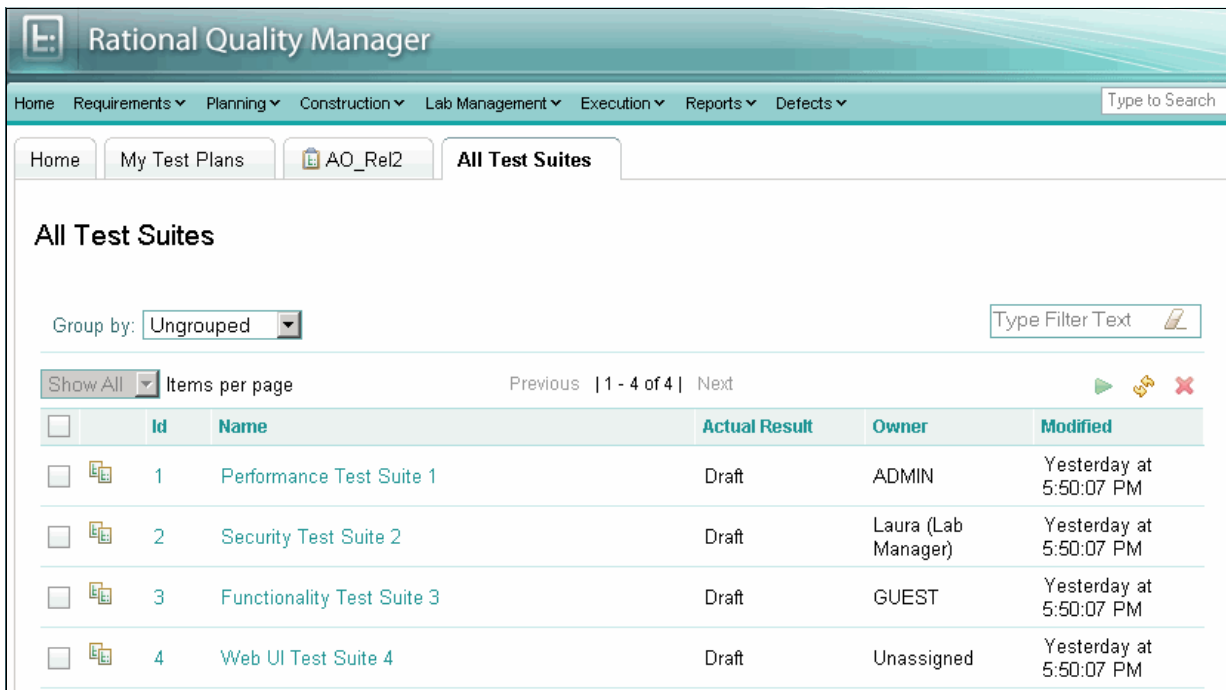 Rational Quality Manager
Home Requirements Planning Construction Lab Management Execution Reports Defects Type to Search
Home My Test Plans AO_Rel2 All Test Suites
All Test Suites
Group by: Ungrouped Type Filter Text
Show All Items per page Previous | 1 - 4 of 4 | Next
Id Name Actual Result Owner Modified
1 Performance Test Suite 1 Draft ADMIN Yesterday at
5:50:07 PM
2 Security Test Suite 2 Draft Laura (Lab Yesterday at
Manager) 5:50:07 PM
3 Functionality Test Suite 3 Draft GUEST Yesterday at
5:50:07 PM
4 Web UI Test Suite 4 Draft Unassigned Yesterday at
5:50:07 PM